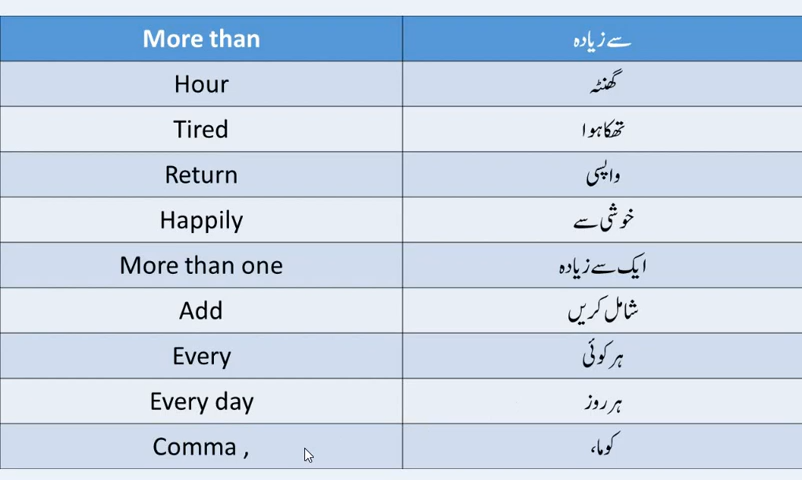 More than سے زیادہ
Hour گھنٹہ
Tired تھکا ہوا
Return واپسی
Happily خوشی سے
More than one ایک سے زیادہ
Add شامل کریں
Every ہر کوئی
Every day ہر روز
Comma , کوما،